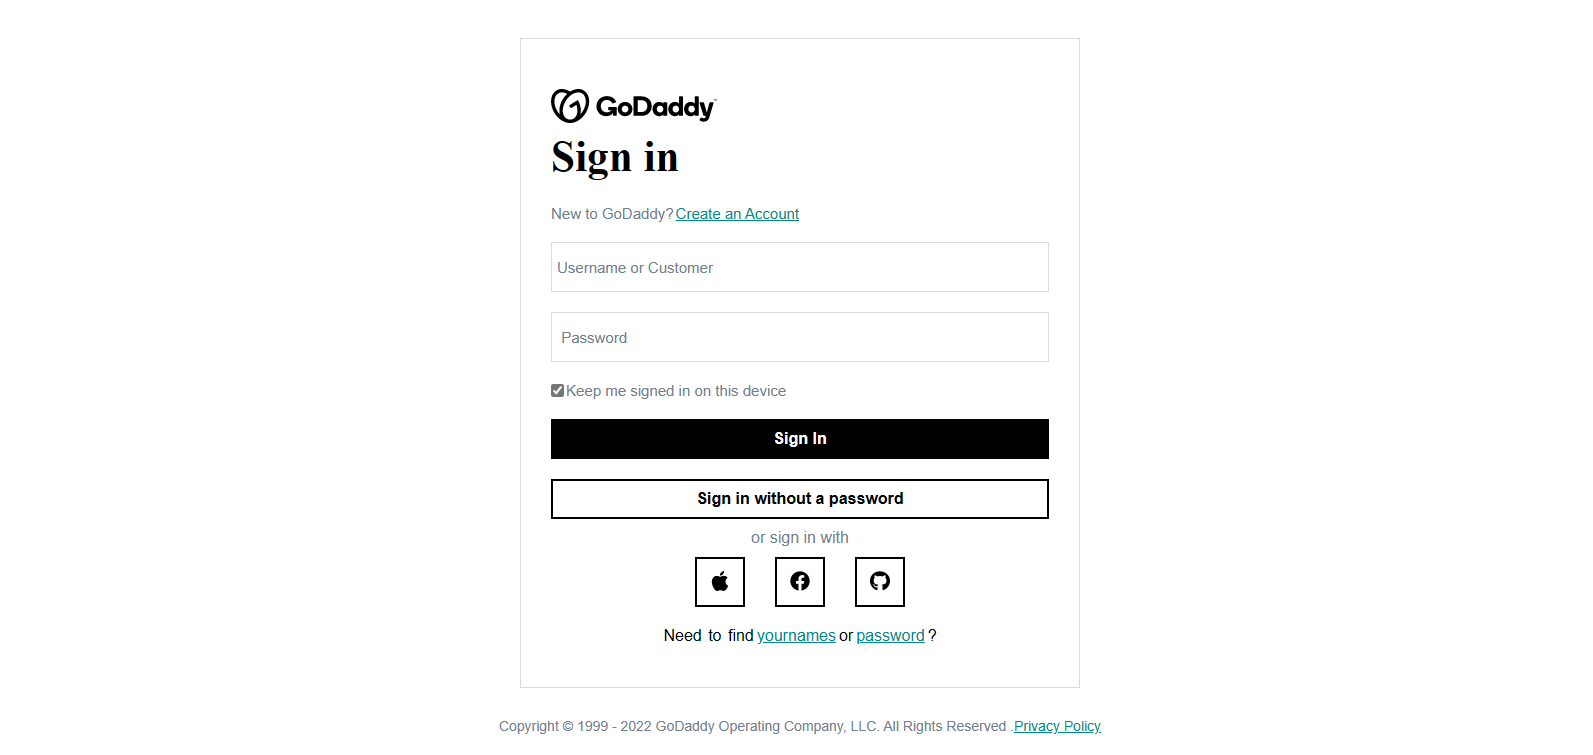 GoDaddy
Sign in
New to GoDaddy? Create an Account
Username or Customer
Password
Keep me signed in on this device
Sign In
Sign in without a password
or sign in with
Need to find yournames or password ?
Copyright © 1999 - 2022 GoDaddy Operating Company, LLC. All Rights Reserved .Privacy Policy